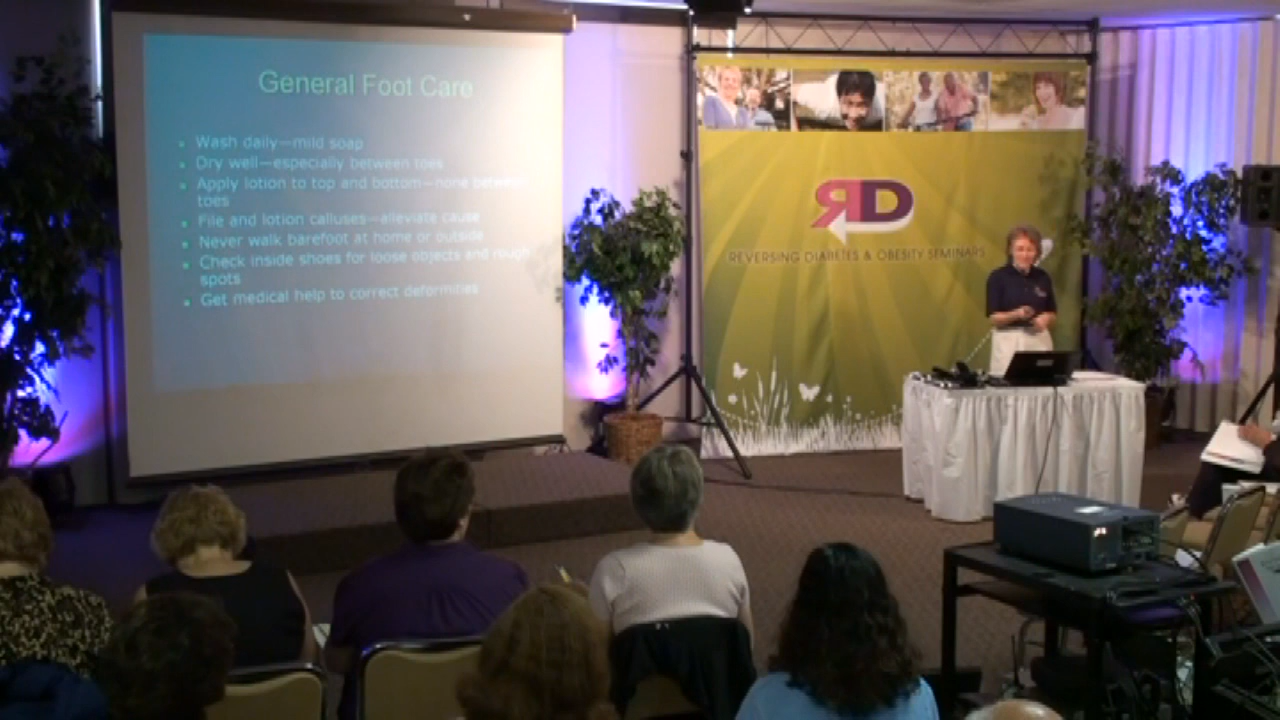 General Foot Care
Wash daily—mild soap
Dry well—especially between toes
Apply lotion to top and bottom—none between
toes
File and lotion calluses—alleviate cause
Never walk barefoot at home or outside
Check inside shoes for loose objects and rough
spots
Get medical help to correct deformities
RD
REVERSING DIABETES & OBESITY SEMINARS